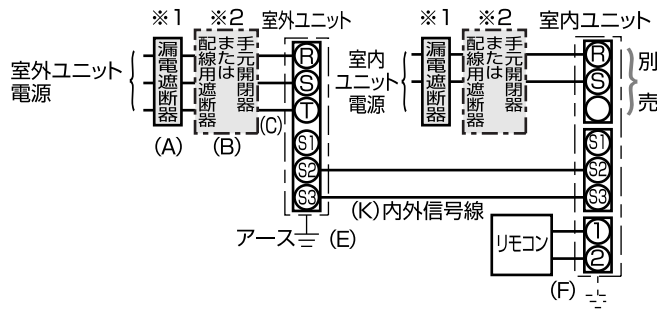 ※1
※2
室外ユニット
室外ユニット
電源
漏電遮断器
手元開閉器
または
配線用遮断器
(A)
(B)
(C)
R
S
T
S1
S2
S3
アース
(E)
※1
※2
室内ユニット
室内
ユニット
電源
漏電遮断器
手元開閉器
または
配線用遮断器
R
S
別売
S1
S2
S3
(K)内外信号線
リモコン
1
2
(F)